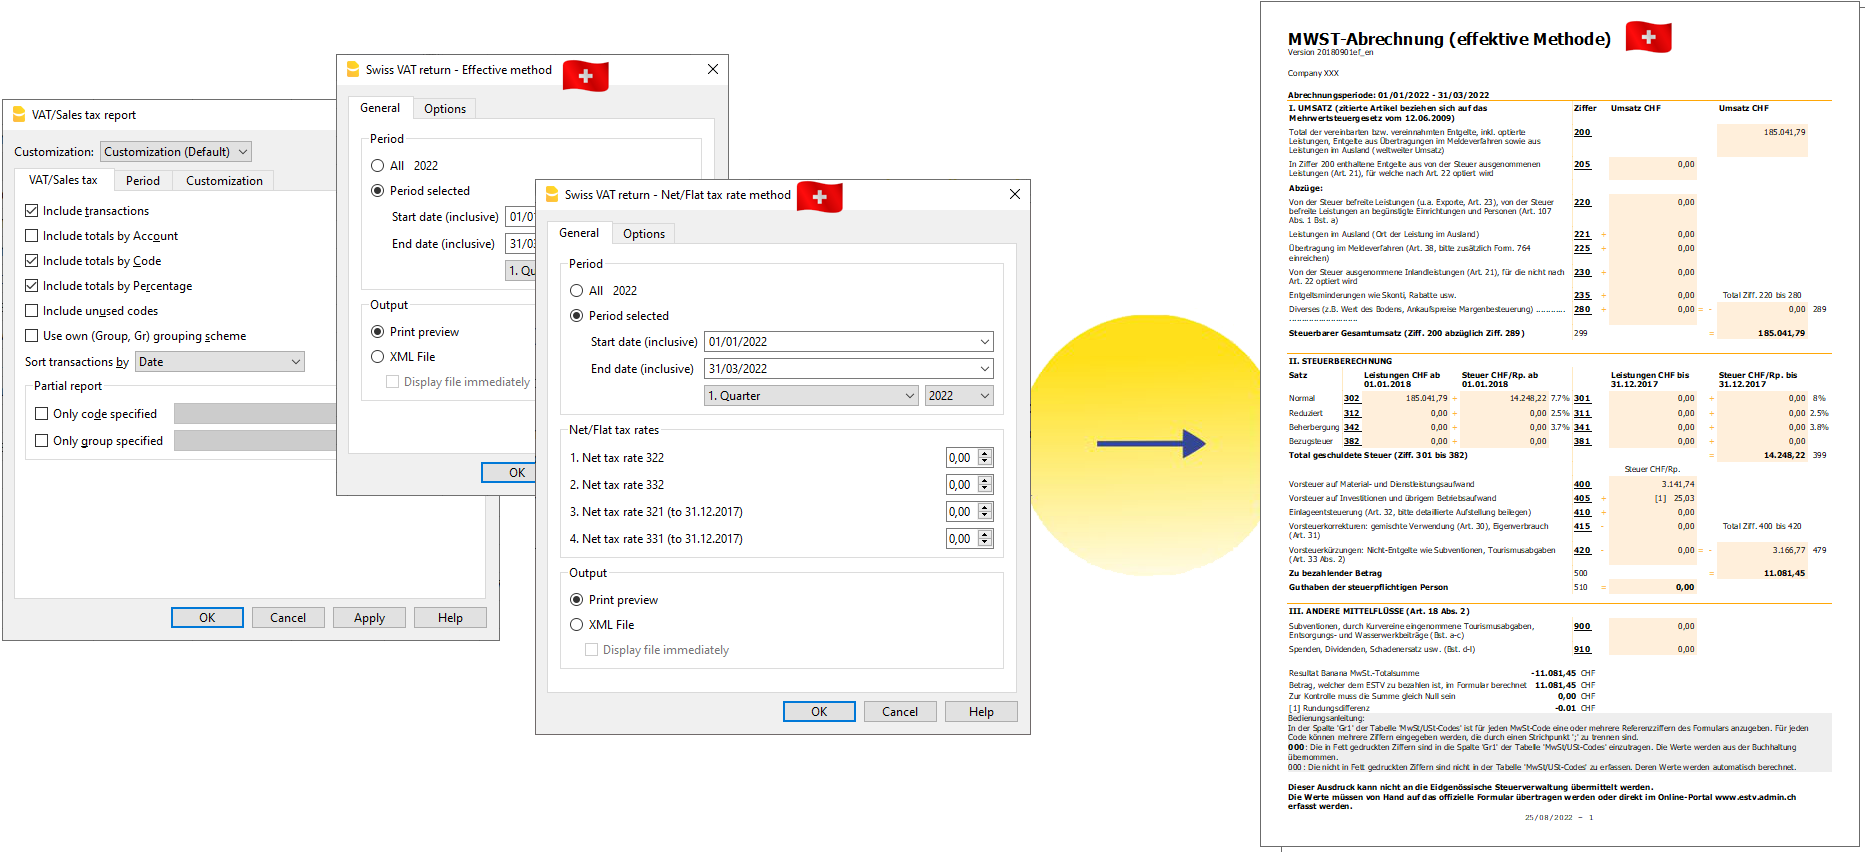 VAT/Sales tax report
Customization: Customization (Default)
VAT/Sales tax Period Customization
Include transactions
Include totals by Account
Include totals by Code
Include totals by Percentage
Include unused codes
Use own (Group, Gr) grouping scheme
Sort transactions by Date
Partial report
Only code specified
Only group specified
OK Cancel Apply Help
Swiss VAT return - Effective method
General Options
Period
All 2022
Period selected
Start date (inclusive) 01/0
End date (inclusive) 31/03
1. Qu
Output
Print preview
XML File
Display file immediately
OK
Swiss VAT return - Net/Flat tax rate method
General Options
Period
All 2022
Period selected
Start date (inclusive) 01/01/2022
End date (inclusive) 31/03/2022
1. Quarter 2022
Net/Flat tax rates
1. Net tax rate 322 0,00
2. Net tax rate 332 0,00
3. Net tax rate 321 (to 31.12.2017) 0,00
4. Net tax rate 331 (to 31.12.2017) 0,00
Output
Print preview
XML File
Display file immediately
OK Cancel Help
MWST-Abrechnung (effektive Methode)
Version 20180901ef_en
Company XXX
Abrechnungsperiode: 01/01/2022 - 31/03/2022
I. UMSATZ (zitierte Artikel beziehen sich auf das Ziffer Umsatz CHF Umsatz CHF
Mehrwertsteuergesetz vom 12.06.2009)
Total der vereinbarten bzw. vereinnahmten Entgelte, inkl. optierte 200 185.041,79
Leistungen, Entgelte aus Übertragungen im Meldeverfahren sowie aus
Leistungen im Ausland (weltweiter Umsatz)
In Ziffer 200 enthaltene Entgelte aus von der Steuer ausgenommenen 205 0,00
Leistungen (Art. 21), für welche nach Art. 22 optiert wird
Abzüge:
Von der Steuer befreite Leistungen (u.a. Exporte, Art. 23), von der Steuer 220 0,00
befreite Leistungen an begünstigte Einrichtungen und Personen (Art. 107
Abs. 1 Bst. a)
Leistungen im Ausland (Ort der Leistung im Ausland) 221 + 0,00
Übertragung im Meldeverfahren (Art. 38, bitte zusätzlich Form. 764 225 + 0,00
einreichen)
Von der Steuer ausgenommene Inlandleistungen (Art. 21), für die nicht nach 230 + 0,00
Art. 22 optiert wird
Entgeltsminderungen wie Skonti, Rabatte usw. 235 + 0,00 Total Ziff. 220 bis 280
Diverses (z.B. Wert des Bodens, Ankaufspreise Margenbesteuerung) ............ 280 + 0,00 = - 0,00 289
............................
Steuerbarer Gesamtumsatz (Ziff. 200 abzüglich Ziff. 289) 299 = 185.041,79
II. STEUERBERECHNUNG
Satz Leistungen CHF ab Steuer CHF/Rp. ab Leistungen CHF bis Steuer CHF/Rp. bis
01.01.2018 01.01.2018 31.12.2017 31.12.2017
Normal 302 185.041,79 + 14.248,22 7.7% 301 0,00 + 0,00 8%
Reduziert 312 0,00 + 0,00 2.5% 311 0,00 + 0,00 2.5%
Beherbergung 342 0,00 + 0,00 3.7% 341 0,00 + 0,00 3.8%
Bezugsteuer 382 0,00 + 0,00 381 0,00 + 0,00
Total geschuldete Steuer (Ziff. 301 bis 382) = 14.248,22 399
Steuer CHF/Rp.
Vorsteuer auf Material- und Dienstleistungsaufwand 400 3.141,74
Vorsteuer auf Investitionen und übrigem Betriebsaufwand 405 + [1] 25,03
Einlageentsteuerung (Art. 32, bitte detaillierte Aufstellung beilegen) 410 + 0,00
Vorsteuerkorrekturen: gemischte Verwendung (Art. 30), Eigenverbrauch 415 - 0,00 Total Ziff. 400 bis 420
(Art. 31)
Vorsteuerkürzungen: Nicht-Entgelte wie Subventionen, Tourismusabgaben 420 - 0,00 = - 3.166,77 479
(Art. 33 Abs. 2)
Zu bezahlender Betrag 500 = 11.081,45
Guthaben der steuerpflichtigen Person 510 = 0,00
III. ANDERE MITTELFLÜSSE (Art. 18 Abs. 2)
Subventionen, durch Kurvereine eingenommene Tourismusabgaben, 900 0,00
Entsorgungs- und Wasserwerkbeiträge (Bst. a-c)
Spenden, Dividenden, Schadenersatz usw. (Bst. d-l) 910 0,00
Resultat Banana MwSt.-Totalsumme -11.081,45 CHF
Betrag, welcher dem ESTV zu bezahlen ist, im Formular berechnet 11.081,45 CHF
Zur Kontrolle muss die Summe gleich Null sein 0,00 CHF
[1] Rundungsdifferenz -0.01 CHF
Bedienungsanleitung:
In der Spalte 'Gr1' der Tabelle 'MwSt/USt-Codes' ist für jeden MwSt-Code eine oder mehrere Referenzziffern des Formulars anzugeben. Für jeden
Code können mehrere Ziffern eingegeben werden, die durch einen Strichpunkt ';' zu trennen sind.
000: Die in Fett gedruckten Ziffern sind in die Spalte 'Gr1' der Tabelle 'MwSt/USt-Codes' einzutragen. Die Werte werden aus der Buchhaltung
übernommen.
000: Die nicht in Fett gedruckten Ziffern sind nicht in der Tabelle 'MwSt/USt-Codes' zu erfassen. Deren Werte werden automatisch berechnet.
Dieser Ausdruck kann nicht an die Eidgenössische Steuerverwaltung übermittelt werden.
Die Werte müssen von Hand auf das offizielle Formular übertragen werden oder direkt im Online-Portal www.estv.admin.ch
erfasst werden.
25/08/2022 - 1